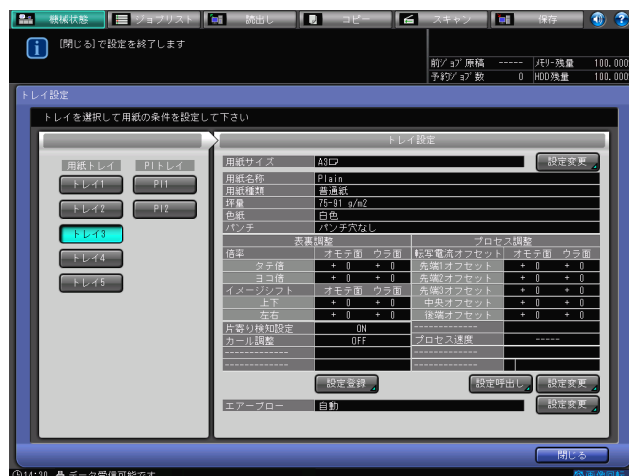 機械状態 ジョブリスト 読出し コピー スキャン 保存
[閉じる]で設定を終了します
前ｼﾞｮﾌﾞ原稿 ----- ﾒﾓﾘｰ残量 100.000
予約ｼﾞｮﾌﾞ数 0 HDD残量 100.000
トレイ設定
トレイを選択して用紙の条件を設定して下さい
用紙トレイ PIトレイ
トレイ1 PI1
トレイ2 PI2
トレイ3
トレイ4
トレイ5
トレイ設定
用紙サイズ A3 設定変更
用紙名称 Plain
用紙種類 普通紙
坪量 75-91 g/m2
色紙 白色
パンチ パンチ穴なし
表裏調整 プロセス調整
倍率 オモテ面 ウラ面 転写電流オフセット オモテ面 ウラ面
タテ倍 + 0 + 0 先端1オフセット + 0 + 0
ヨコ倍 + 0 + 0 先端2オフセット + 0 + 0
イメージシフト オモテ面 ウラ面 先端3オフセット + 0 + 0
上下 + 0 + 0 中央オフセット + 0 + 0
左右 + 0 + 0 後端オフセット + 0 + 0
片寄り検知設定 ON -------------
カール調整 OFF プロセス速度 -----
------------- -------------
------------- -------------
設定登録 設定呼出し 設定変更
エアーブロー 自動 設定変更
閉じる
14:30 データ受信可能です 画像回転